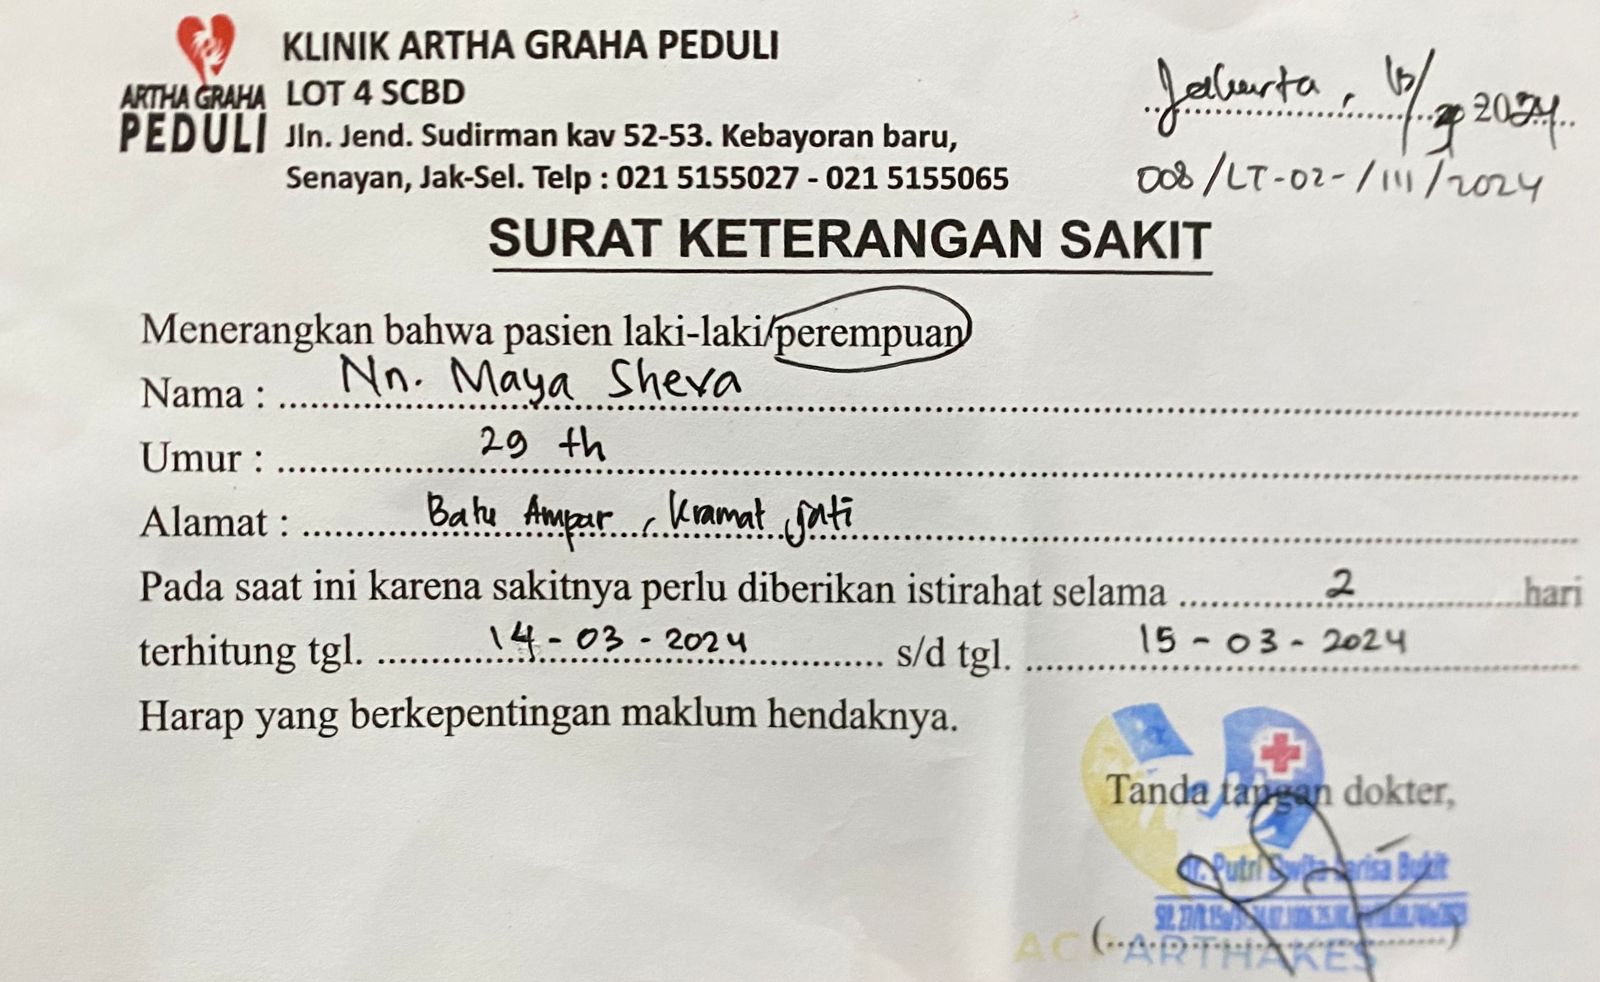 KLINIK ARTHA GRAHA PEDULI
ARTHA GRAHA
PEDULI
LOT 4 SCBD
Jln. Jend. Sudirman kav 52-53. Kebayoran baru,
Senayan, Jak-Sel. Telp : 021 5155027 - 021 5155065
Jakarta, 2024
008/LT-02-/III/2024
SURAT KETERANGAN SAKIT
Menerangkan bahwa pasien laki-laki/perempuan
Nama : Nn. Maya Sheva
Umur : 29 th
Alamat : Batu Ampar, Kramat Jati
Pada saat ini karena sakitnya perlu diberikan istirahat selama 2 hari
terhitung tgl. 14-03-2024 s/d tgl. 15-03-2024
Harap yang berkepentingan maklum hendaknya.
Tanda tangan dokter,
dr. Putri Bukit
(....................)
ARTHAKES